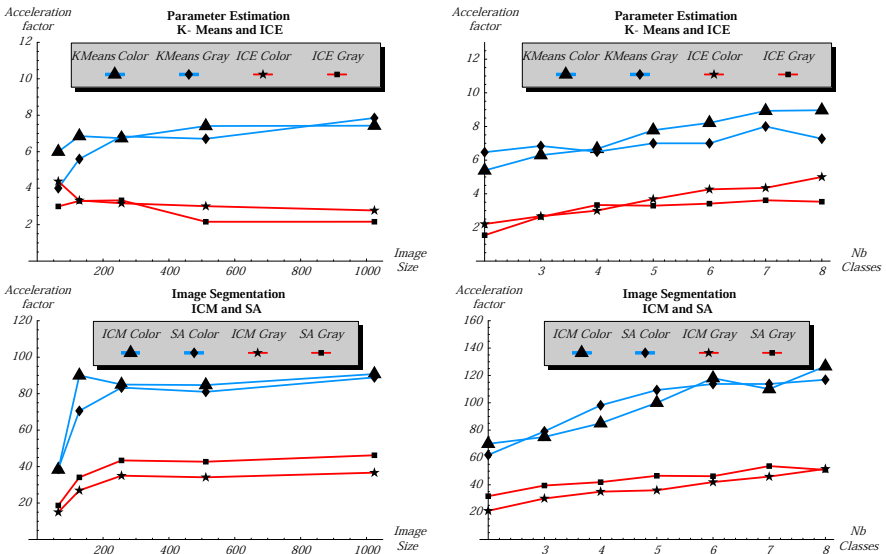 Acceleration
factor
Parameter Estimation
K- Means and ICE
KMeans Color KMeans Gray ICE Color ICE Gray
12
10
8
6
4
2
200 400 600 800 1000
Image
Size
Acceleration
factor
Parameter Estimation
K- Means and ICE
KMeans Color KMeans Gray ICE Color ICE Gray
12
10
8
6
4
2
3 4 5 6 7 8
Nb
Classes
Acceleration
factor
Image Segmentation
ICM and SA
ICM Color SA Color ICM Gray SA Gray
120
100
80
60
40
20
200 400 600 800 1000
Image
Size
Acceleration
factor
Image Segmentation
ICM and SA
ICM Color SA Color ICM Gray SA Gray
160
140
120
100
80
60
40
20
3 4 5 6 7 8
Nb
Classes